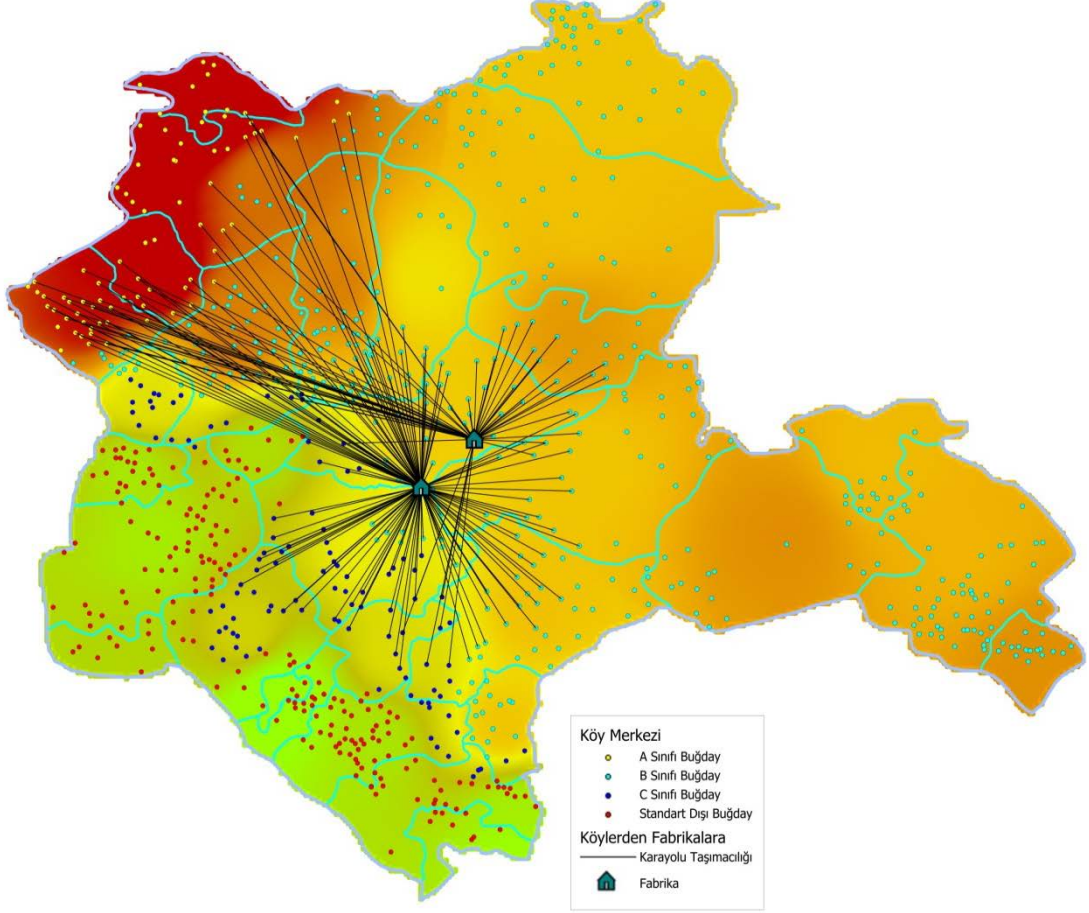 Köy Merkezi
A Sınıfı Buğday
B Sınıfı Buğday
C Sınıfı Buğday
Standart Dışı Buğday
Köylerden Fabrikalara
Karayolu Taşımacılığı
Fabrika